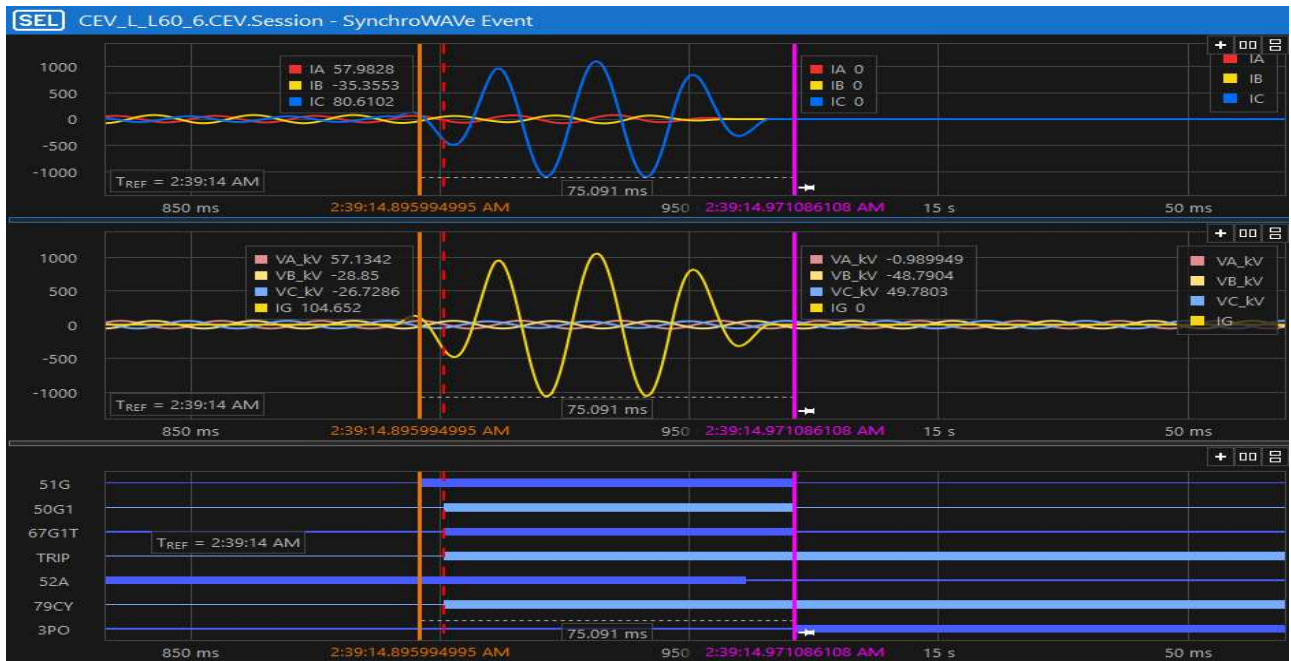 SEL CEV_L_L60_6.CEV.Session - SynchroWAVe Event
IA 57.9828
IB -35.3553
IC 80.6102
IA 0
IB 0
IC 0
IA
IB
IC
1000
500
0
-500
-1000
TREF = 2:39:14 AM
75.091 ms
850 ms 2:39:14.895994995 AM 950 2:39:14.971086108 AM 15 s 50 ms
VA_kV 57.1342
VB_kV -28.85
VC_kV -26.7286
IG 104.652
VA_kV -0.989949
VB_kV -48.7904
VC_kV 49.7803
IG 0
VA_kV
VB_kV
VC_kV
IG
1000
500
0
-500
-1000
TREF = 2:39:14 AM
75.091 ms
850 ms 2:39:14.895994995 AM 950 2:39:14.971086108 AM 15 s 50 ms
51G
50G1
67G1T
TREF = 2:39:14 AM
TRIP
52A
79CY
3PO
75.091 ms
850 ms 2:39:14.895994995 AM 950 2:39:14.971086108 AM 15 s 50 ms